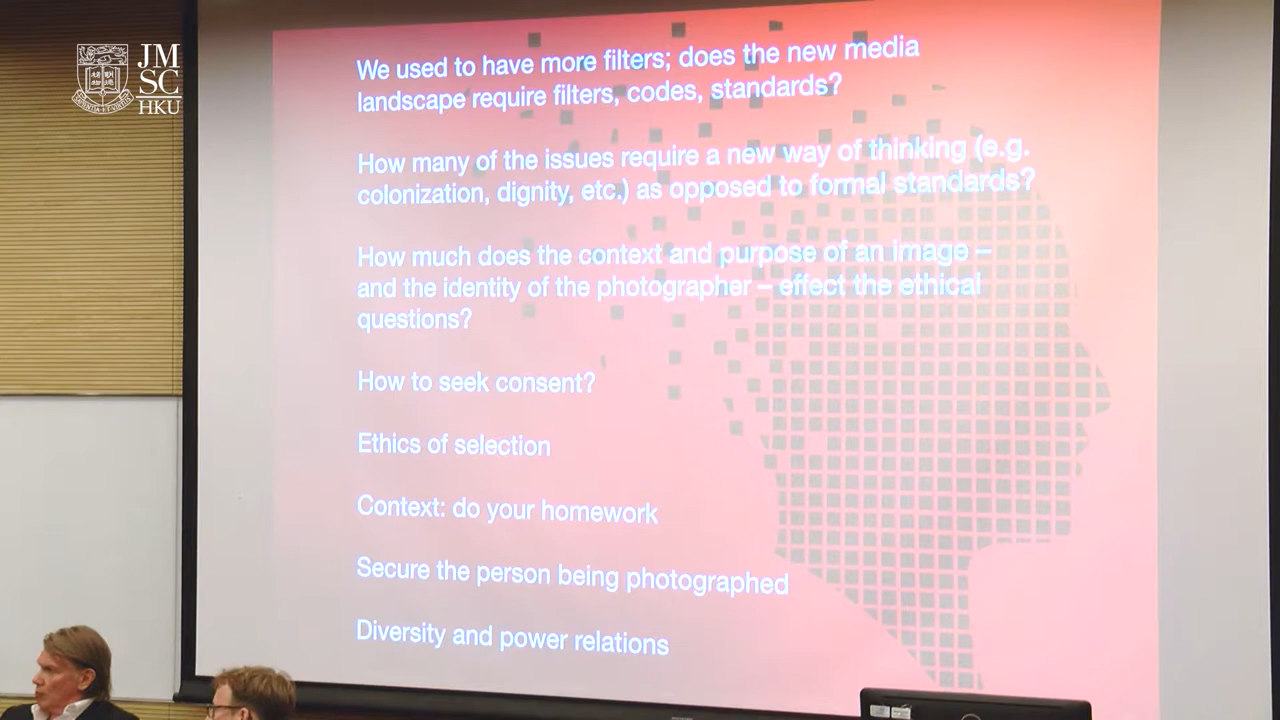 JM
SC
HKU
We used to have more filters; does the new media
landscape require filters, codes, standards?
How many of the issues require a new way of thinking (e.g.
colonization, dignity, etc.) as opposed to formal standards?
How much does the context and purpose of an image –
and the identity of the photographer – effect the ethical
questions?
How to seek consent?
Ethics of selection
Context: do your homework
Secure the person being photographed
Diversity and power relations